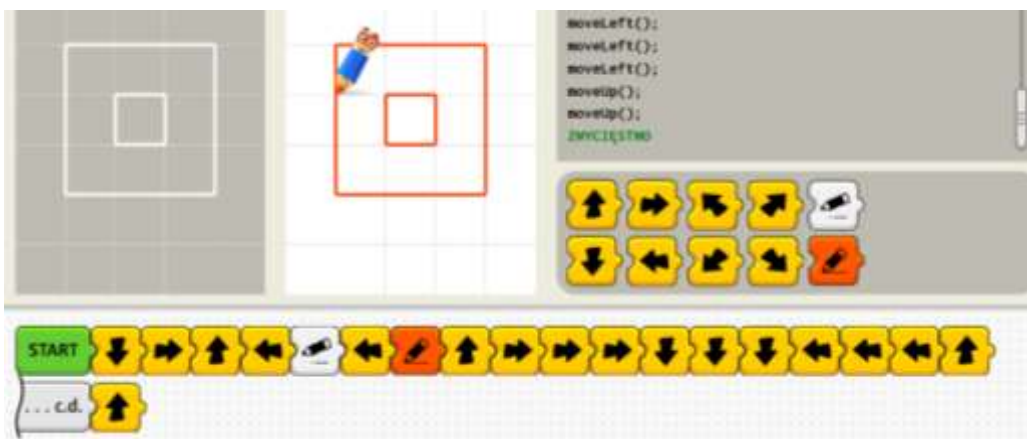 moveLeft();
moveLeft();
moveLeft();
moveUp();
moveUp();
ZWYCIĘSTWO
START
...c.d.